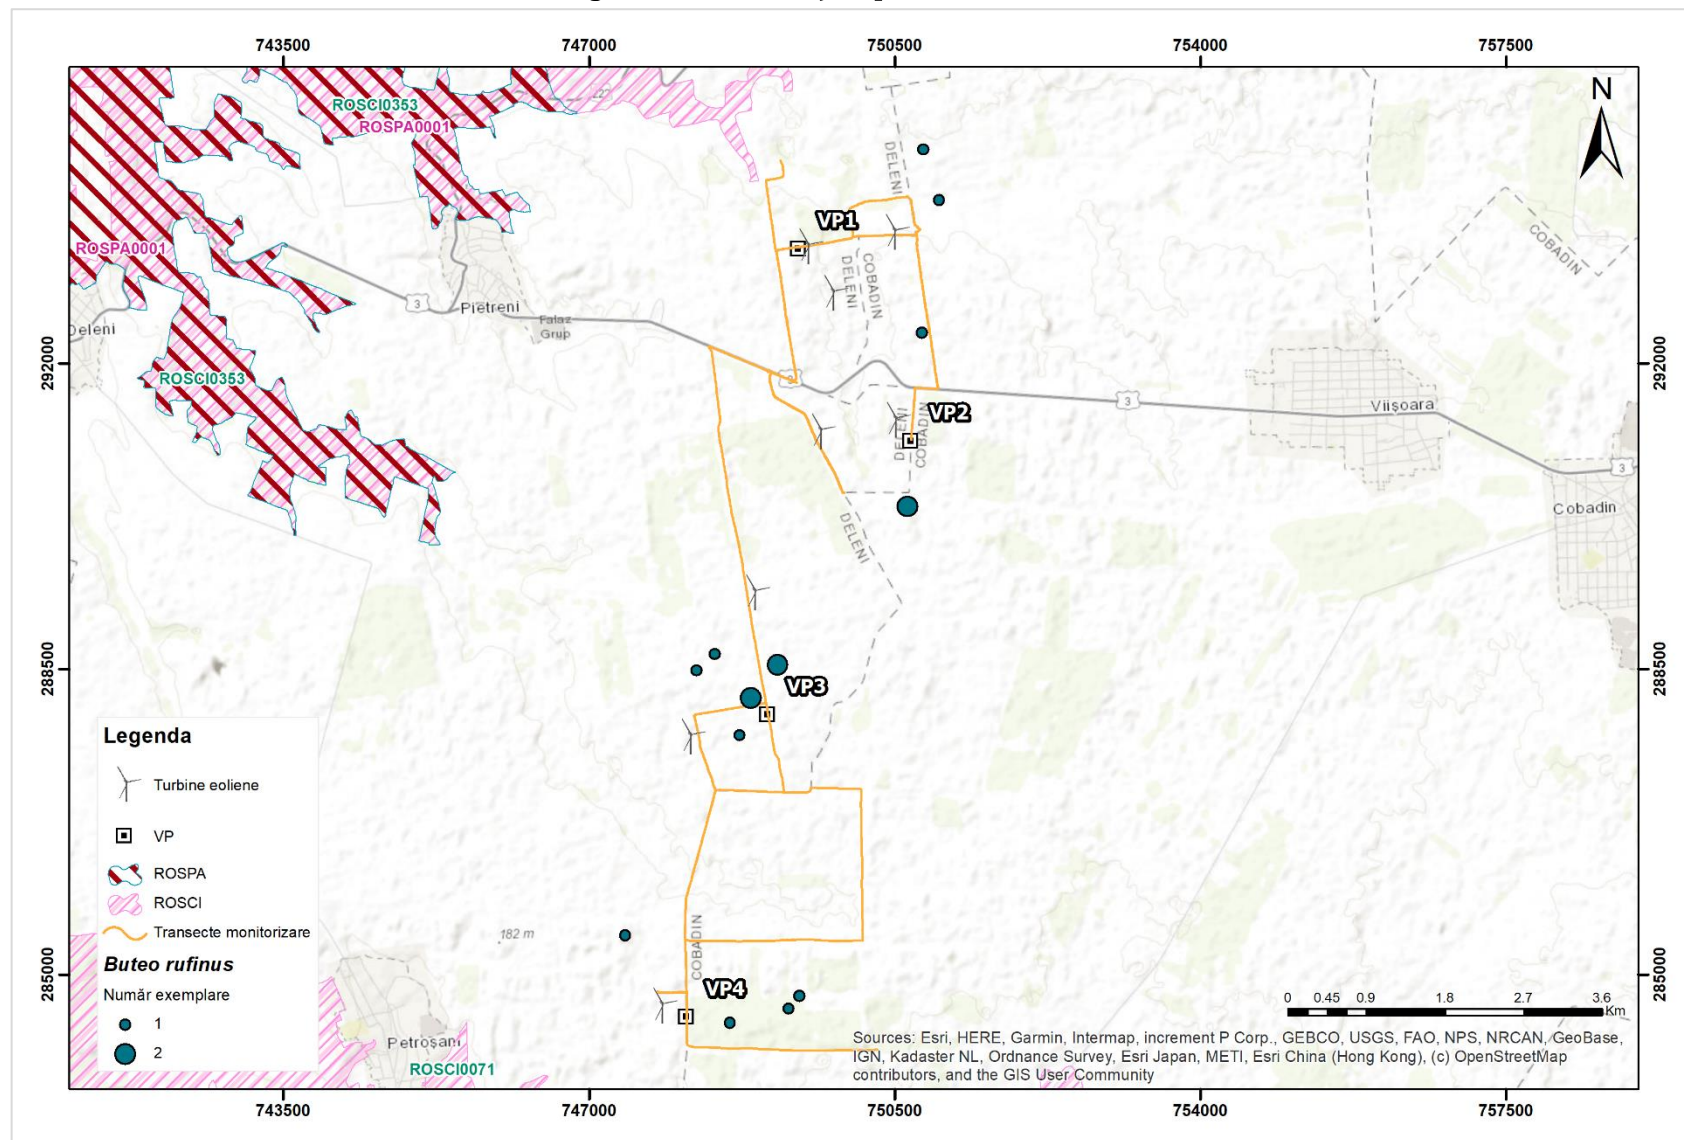 743500 747000 750500 754000 757500
N
ROSCI0353
ROSPA0001
DELENI
VP1
COBADIN
ROSPA0001
COBADIN
DELENI
3
Pietreni
Falaz
Grup
Deleni
292000
292000
ROSCI0353
3
3
Viișoara
VP2
DELENI
COBADIN
3
Cobadin
DELENI
288500
288500
VP3
Legenda
Turbine eoliene
VP
ROSPA
ROSCI
Transecte monitorizare
Buteo rufinus
Număr exemplare
1
2
182 m
COBADIN
285000
285000
VP4
0 0.45 0.9 1.8 2.7 3.6
Km
Petroșani
ROSCI0071
Sources: Esri, HERE, Garmin, Intermap, increment P Corp., GEBCO, USGS, FAO, NPS, NRCAN, GeoBase,
IGN, Kadaster NL, Ordnance Survey, Esri Japan, METI, Esri China (Hong Kong), (c) OpenStreetMap
contributors, and the GIS User Community
743500 747000 750500 754000 757500